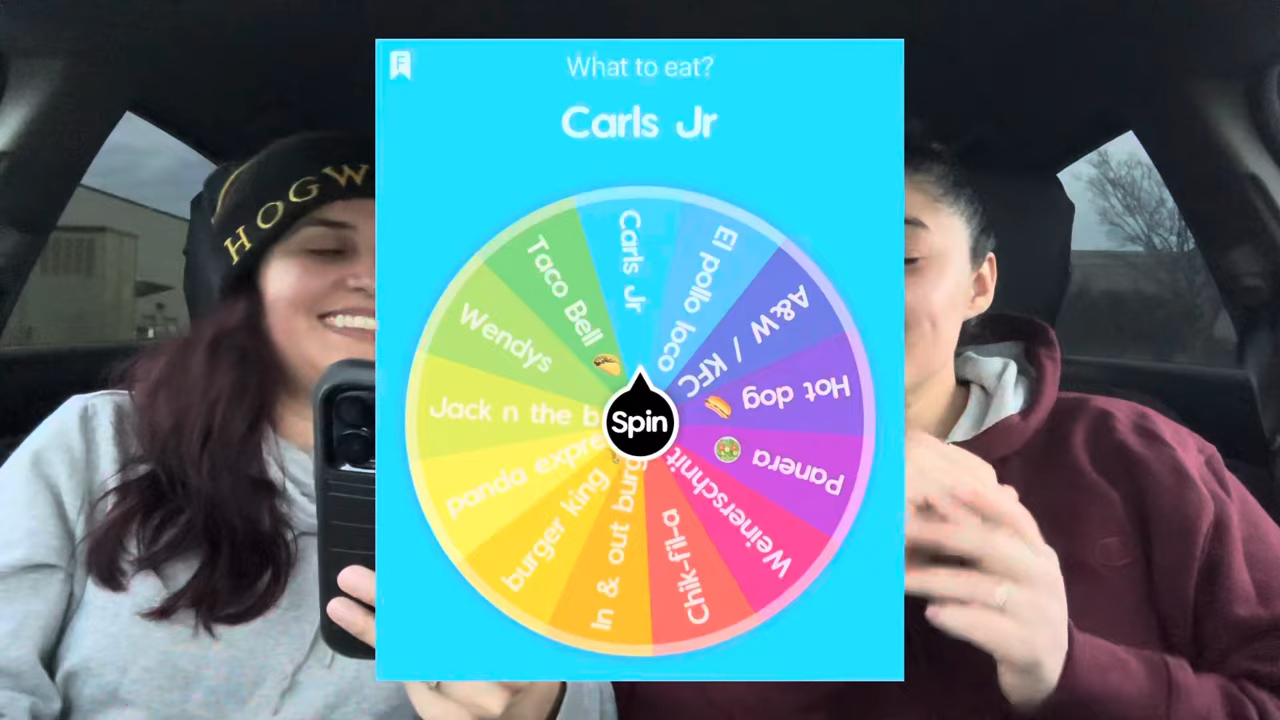 F
What to eat?
Carls Jr
HOGW
Carls Jr
El pollo loco
A&W / KFC
Hot dog
Panera
Weinerschnit
Chik-fil-a
In & out burg
burger king
panda expre
Jack n the b
Wendys
Taco Bell
Spin